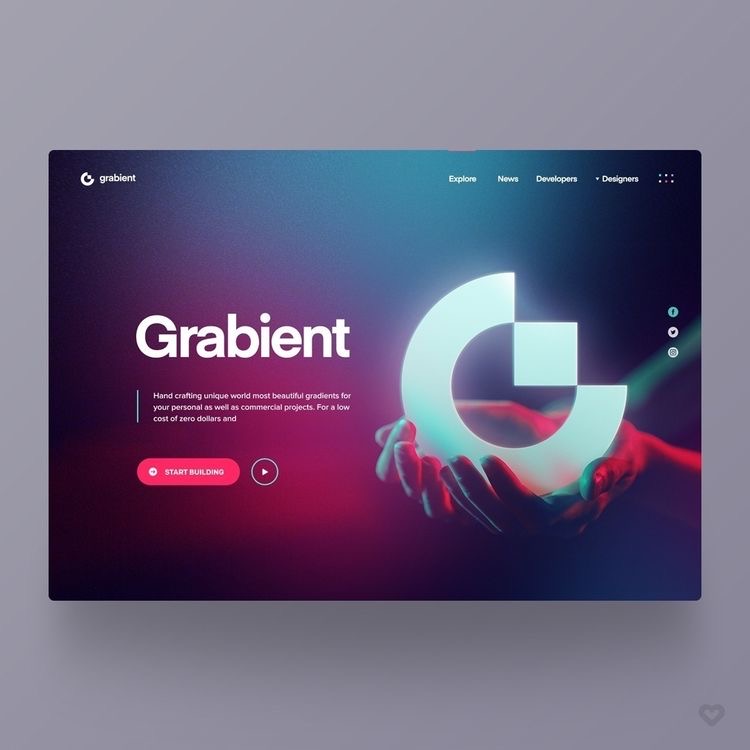 grabient
Explore News Developers Designers
Grabient
Hand crafting unique world most beautiful gradients for
your personal as well as commercial projects. For a low
cost of zero dollars and
START BUILDING